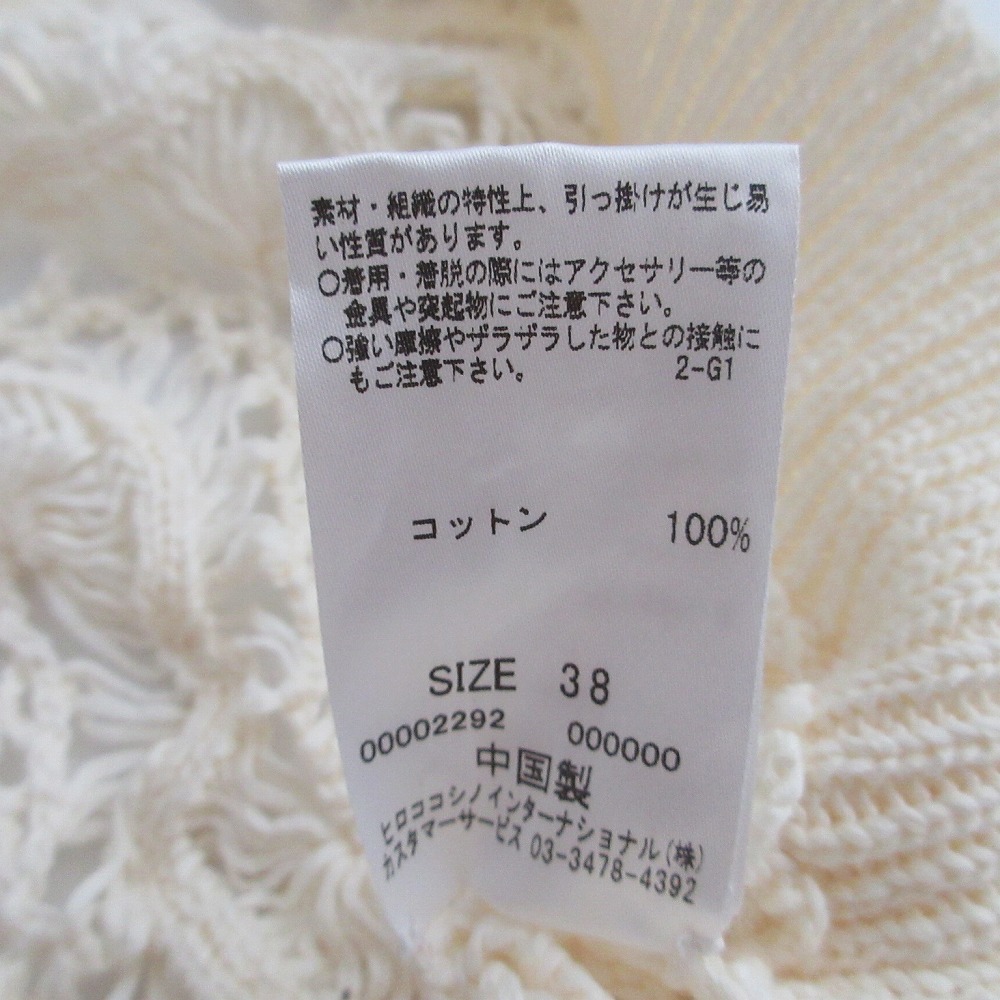 素材・組織の特性上、引っ掛けが生じ易
い性質があります。
○着用・着脱の際にはアクセサリー等の
金具や突起物にご注意下さい。
○強い摩擦やザラザラした物との接触に
もご注意下さい。 2-G1
コットン 100%
SIZE 38
00002292 000000
中国製
ヒロココシノインターナショナル(株)
カスタマーサービス 03-3478-4392